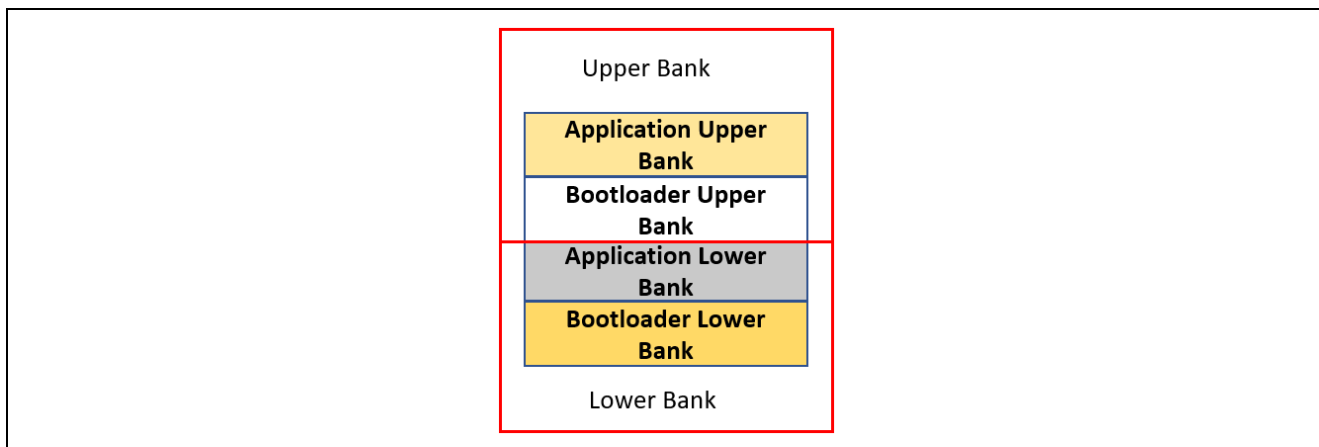 Upper Bank
Application Upper
Bank
Bootloader Upper
Bank
Application Lower
Bank
Bootloader Lower
Bank
Lower Bank